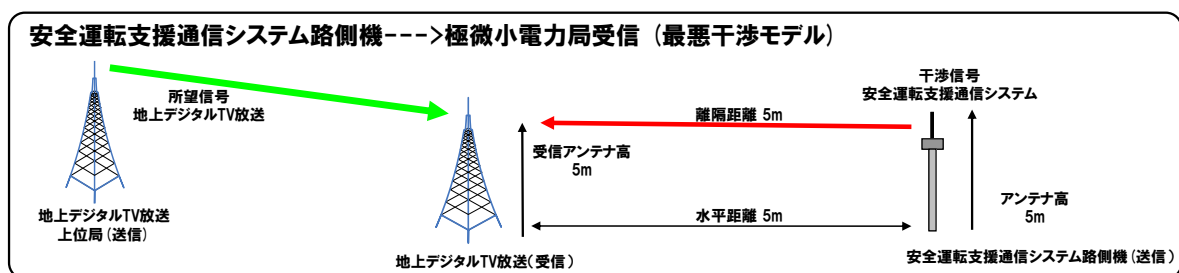 安全運転支援通信システム路側機--->極微小電力局受信 (最悪干渉モデル)
所望信号
地上デジタルTV放送
干渉信号
安全運転支援通信システム
離隔距離 5m
受信アンテナ高
5m
アンテナ高
5m
水平距離 5m
地上デジタルTV放送
上位局(送信)
地上デジタルTV放送(受信)
安全運転支援通信システム路側機(送信)